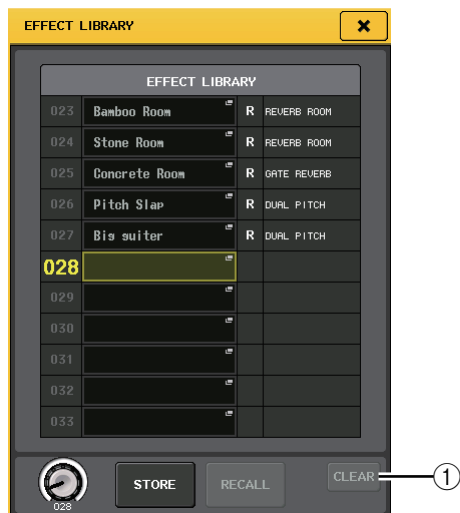 EFFECT LIBRARY
EFFECT LIBRARY
023 Bamboo Room R REVERB ROOM
024 Stone Room R REVERB ROOM
025 Concrete Room R GATE REVERB
026 Pitch Slap R DUAL PITCH
027 Big guiter R DUAL PITCH
028
029
030
031
032
033
028 STORE RECALL CLEAR 1